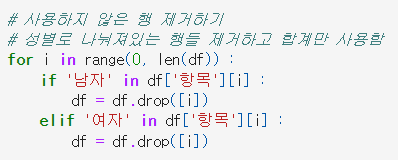 # 사용하지 않은 행 제거하기
# 성별로 나눠져있는 행들 제거하고 합계만 사용함
for i in range(0, len(df)) :
    if '남자' in df['항목'][i] :
        df = df.drop([i])
    elif '여자' in df['항목'][i] :
        df = df.drop([i])